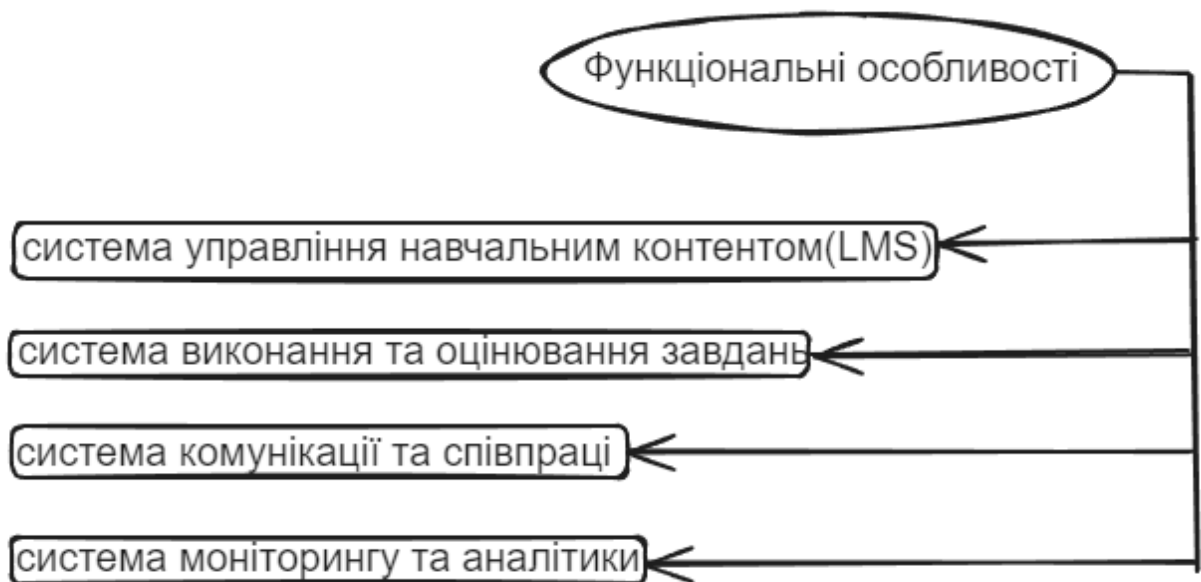 Функціональні особливості
система управління навчальним контентом(LMS)
система виконання та оцінювання завдань
система комунікації та співпраці
система моніторингу та аналітики